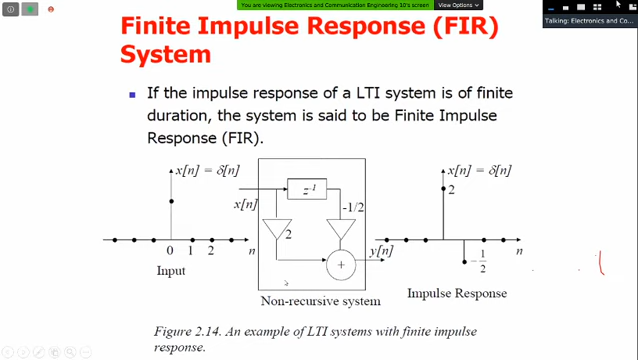 You are viewing Electronics and Communication Engineering 10's screen
View Options
Talking: Electronics and Co...
Finite Impulse Response (FIR)
System
If the impulse response of a LTI system is of finite
duration, the system is said to be Finite Impulse
Response (FIR).
x[n] = δ[n]
x[n] = δ[n]
z-1
2
x[n]
-1/2
2
y[n]
0 1 2 n
+
n
- 1/2
Input
Non-recursive system
Impulse Response
Figure 2.14. An example of LTI systems with finite impulse
response.